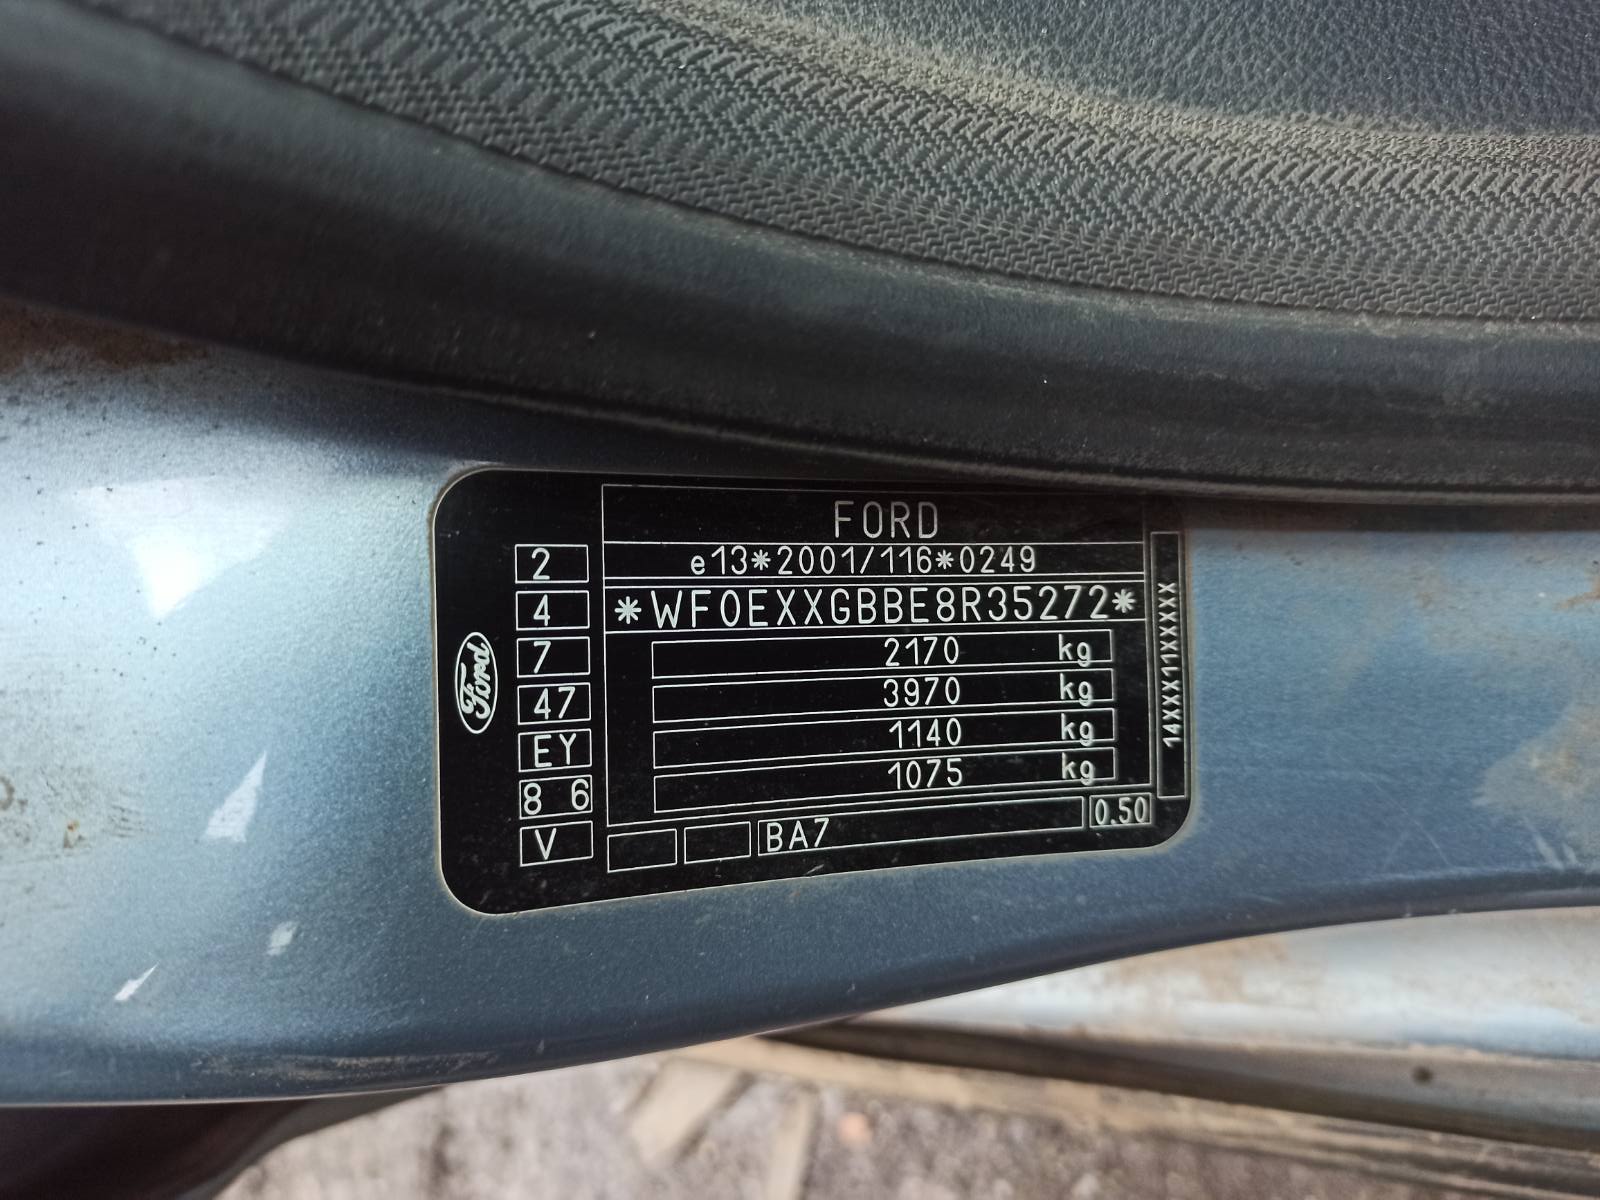 FORD
e13*2001/116*0249
*WF0EXXGBBE8R35272*
2170 kg
3970 kg
1140 kg
1075 kg
BA7
0.50
2
4
7
47
EY
8 6
V
Ford
14XXX11XXXXX